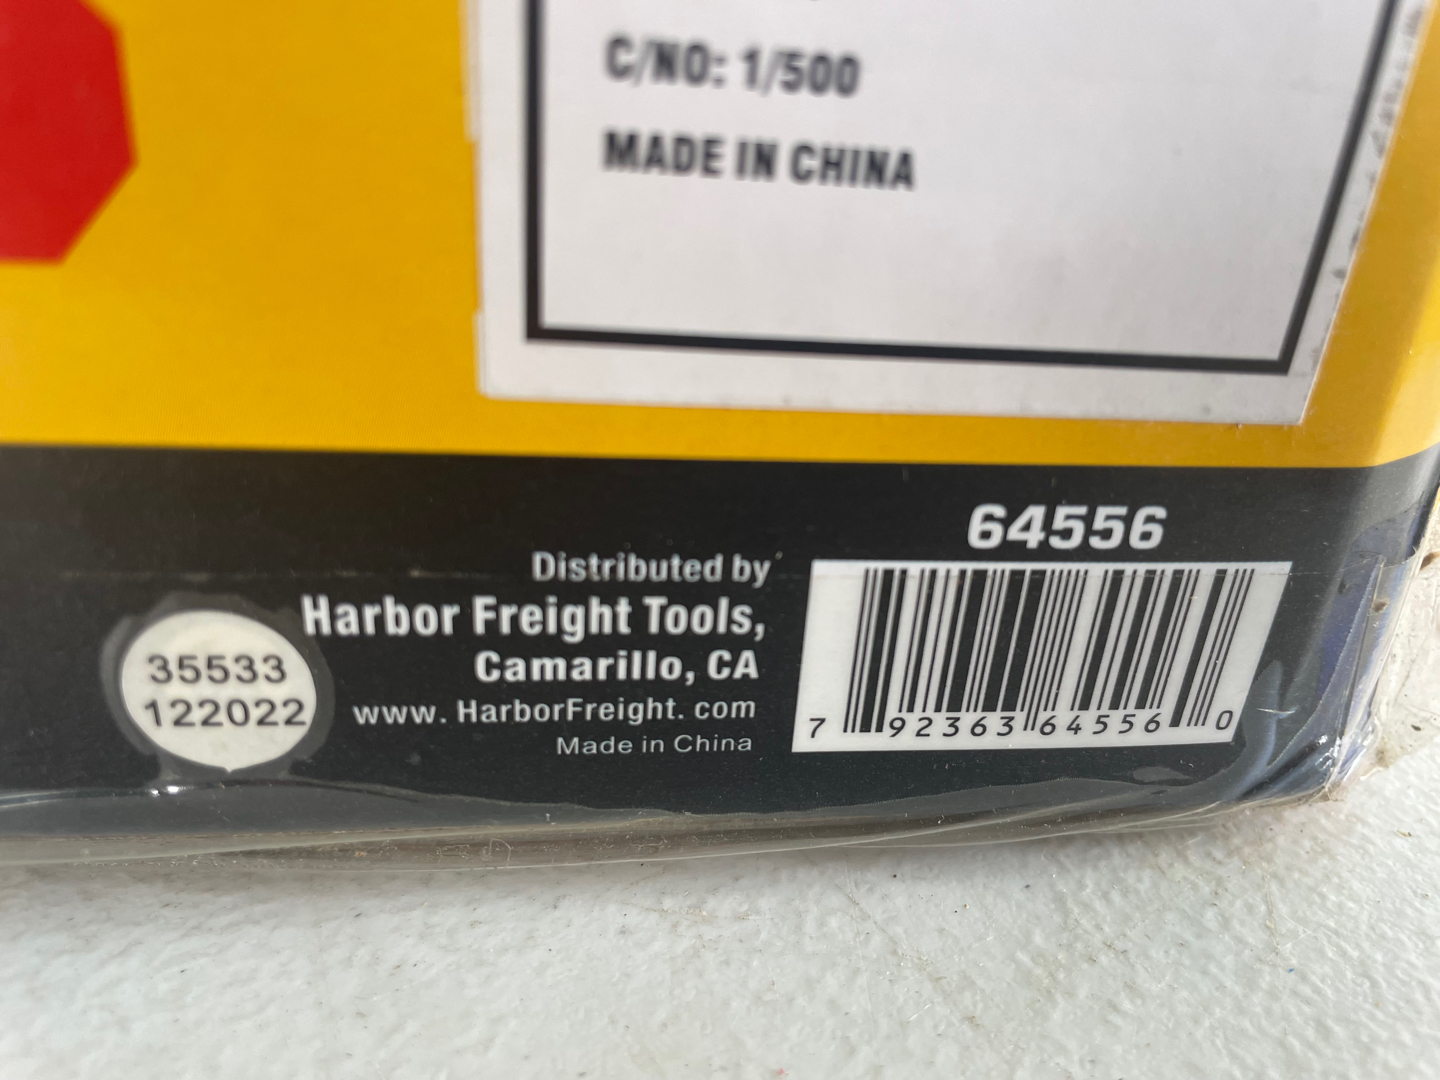 C/NO: 1/500
MADE IN CHINA
64556
Distributed by
Harbor Freight Tools,
Camarillo, CA
www.HarborFreight.com
Made in China
35533
122022
7 92363 64556 0